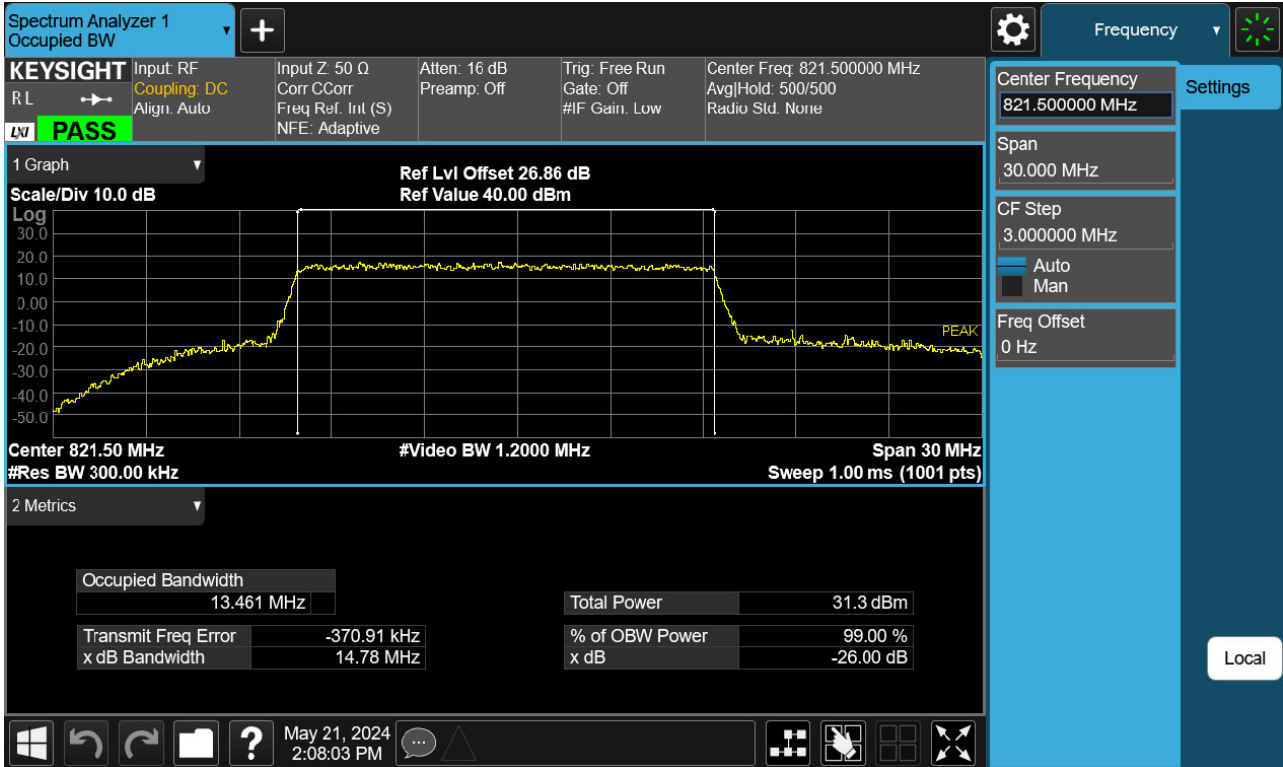 Spectrum Analyzer 1
Occupied BW
+
Frequency
KEYSIGHT
R L
LXI PASS
Input: RF
Coupling: DC
Align: Auto
Input Z: 50 Ω
Corr CCorr
Freq Ref: Int (S)
NFE: Adaptive
Atten: 16 dB
Preamp: Off
Trig: Free Run
Gate: Off
#IF Gain: Low
Center Freq: 821.500000 MHz
Avg|Hold: 500/500
Radio Std: None
Center Frequency
821.500000 MHz
Settings
Span
30.000 MHz
CF Step
3.000000 MHz
Auto
Man
Freq Offset
0 Hz
Local
1 Graph
Scale/Div 10.0 dB
Ref Lvl Offset 26.86 dB
Ref Value 40.00 dBm
Log
30.0
20.0
10.0
0.00
-10.0
-20.0
-30.0
-40.0
-50.0
PEAK
Center 821.50 MHz
#Video BW 1.2000 MHz
Span 30 MHz
#Res BW 300.00 kHz
Sweep 1.00 ms (1001 pts)
2 Metrics
Occupied Bandwidth
13.461 MHz
Total Power 31.3 dBm
Transmit Freq Error -370.91 kHz
% of OBW Power 99.00 %
x dB Bandwidth 14.78 MHz
x dB -26.00 dB
?
May 21, 2024
2:08:03 PM